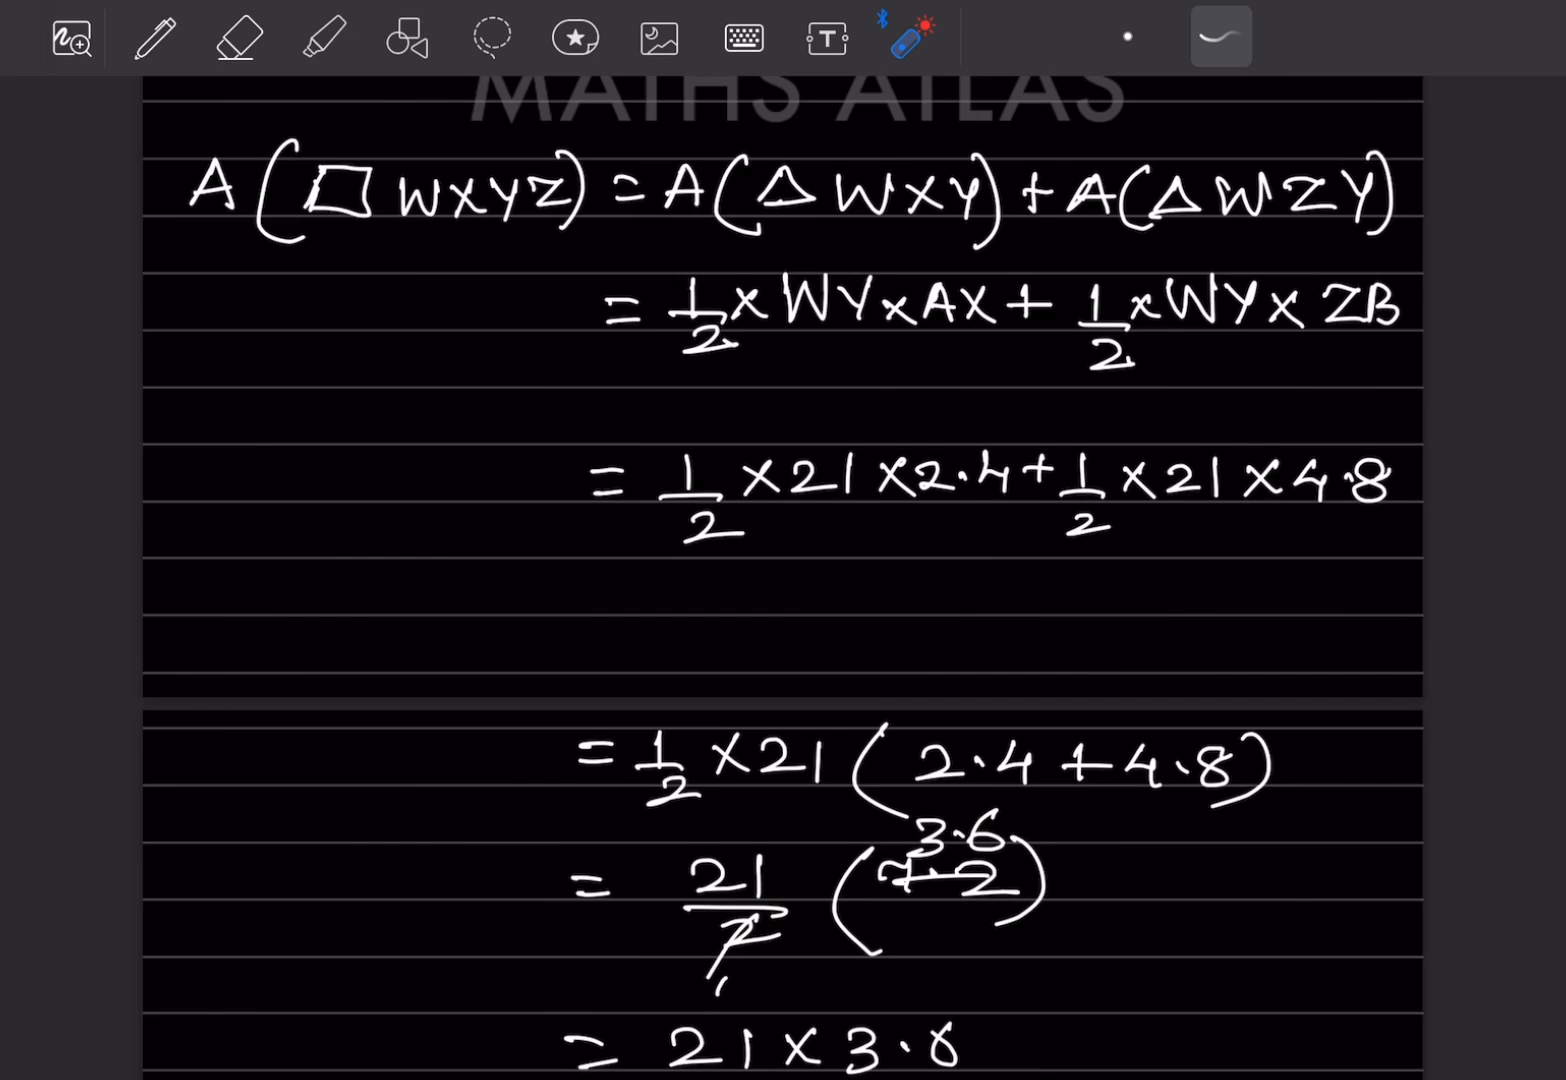 MATHS ATLAS
A(□ WXYZ) = A(△ WXY) + A(△ WZY)
= 1/2 × WY × AX + 1/2 × WY × ZB
= 1/2 × 21 × 2.4 + 1/2 × 21 × 4.8
= 1/2 × 21 (2.4 + 4.8)
3.6
= 21/2 (7.2)
1
= 21 × 3.6